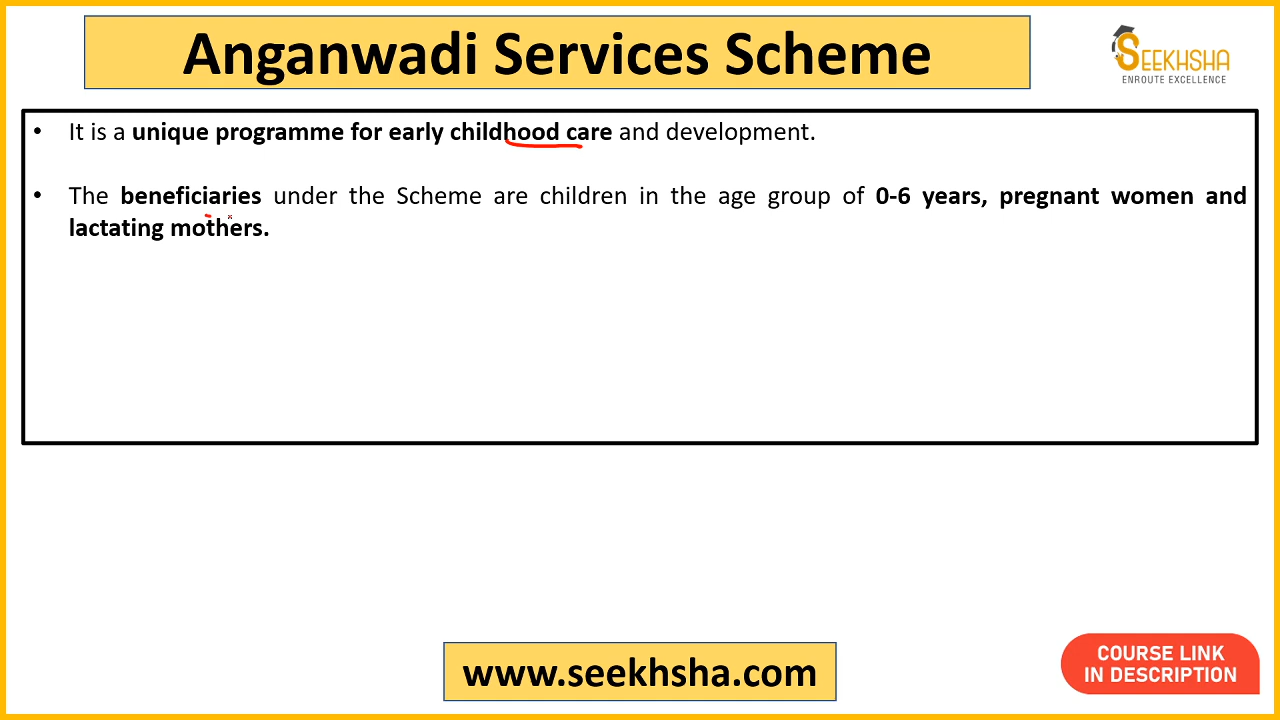 Anganwadi Services Scheme
SEEKHSHA
ENROUTE EXCELLENCE
• It is a unique programme for early childhood care and development.
• The beneficiaries under the Scheme are children in the age group of 0-6 years, pregnant women and
lactating mothers.
www.seekhsha.com
COURSE LINK
IN DESCRIPTION